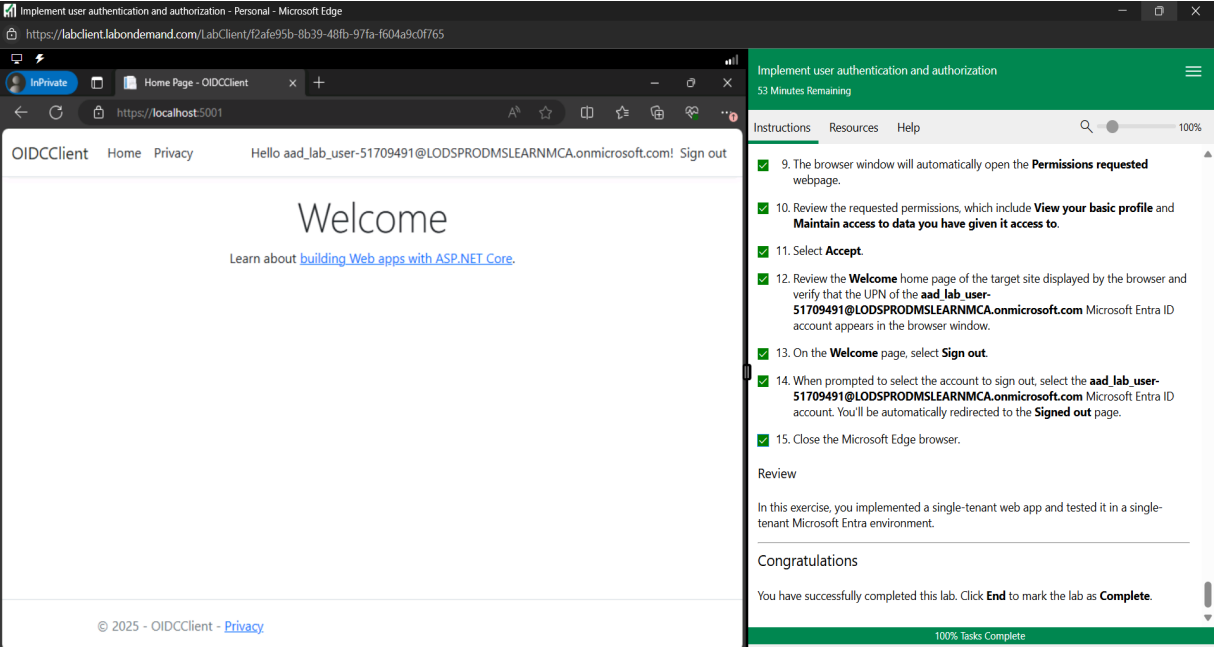 Implement user authentication and authorization - Personal - Microsoft Edge
https://labclient.labondemand.com/LabClient/f2afe95b-8b39-48fb-97fa-f604a9c0f765
InPrivate
Home Page - OIDCClient
https://localhost:5001
OIDCClient Home Privacy Hello aad_lab_user-51709491@LODSPRODMSLEARNMCA.onmicrosoft.com! Sign out
Welcome
Learn about building Web apps with ASP.NET Core.
© 2025 - OIDCClient - Privacy
Implement user authentication and authorization
53 Minutes Remaining
Instructions Resources Help 100%
9. The browser window will automatically open the Permissions requested
webpage.
10. Review the requested permissions, which include View your basic profile and
Maintain access to data you have given it access to.
11. Select Accept.
12. Review the Welcome home page of the target site displayed by the browser and
verify that the UPN of the aad_lab_user-
51709491@LODSPRODMSLEARNMCA.onmicrosoft.com Microsoft Entra ID
account appears in the browser window.
13. On the Welcome page, select Sign out.
14. When prompted to select the account to sign out, select the aad_lab_user-
51709491@LODSPRODMSLEARNMCA.onmicrosoft.com Microsoft Entra ID
account. You'll be automatically redirected to the Signed out page.
15. Close the Microsoft Edge browser.
Review
In this exercise, you implemented a single-tenant web app and tested it in a single-
tenant Microsoft Entra environment.
Congratulations
You have successfully completed this lab. Click End to mark the lab as Complete.
100% Tasks Complete